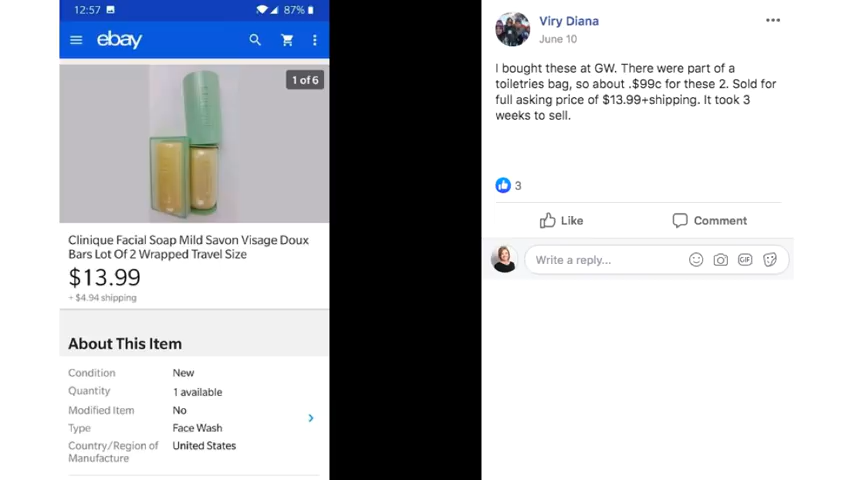 12:57
87%
ebay
1 of 6
Clinique Facial Soap Mild Savon Visage Doux
Bars Lot Of 2 Wrapped Travel Size
$13.99
+ $4.94 shipping
About This Item
Condition New
Quantity 1 available
Modified Item No
Type Face Wash
Country/Region of United States
Manufacture
Viry Diana
June 10
I bought these at GW. There were part of a
toiletries bag, so about .$99c for these 2. Sold for
full asking price of $13.99+shipping. It took 3
weeks to sell.
3
Like Comment
Write a reply...
GIF